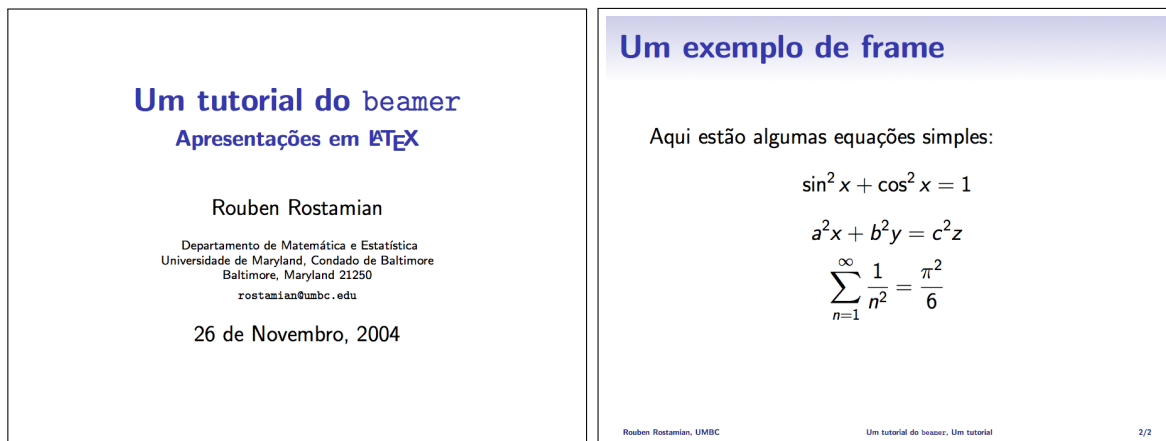 Um tutorial do beamer
Apresentações em LATEX
Rouben Rostamian
Departamento de Matemática e Estatística
Universidade de Maryland, Condado de Baltimore
Baltimore, Maryland 21250
rostamian@umbc.edu
26 de Novembro, 2004
Um exemplo de frame
Aqui estão algumas equações simples:
sin² x + cos² x = 1
a²x + b²y = c²z
∑_{n=1}^{∞} 1/n² = π²/6
Rouben Rostamian, UMBC Um tutorial do beamer, Um tutorial 2/2